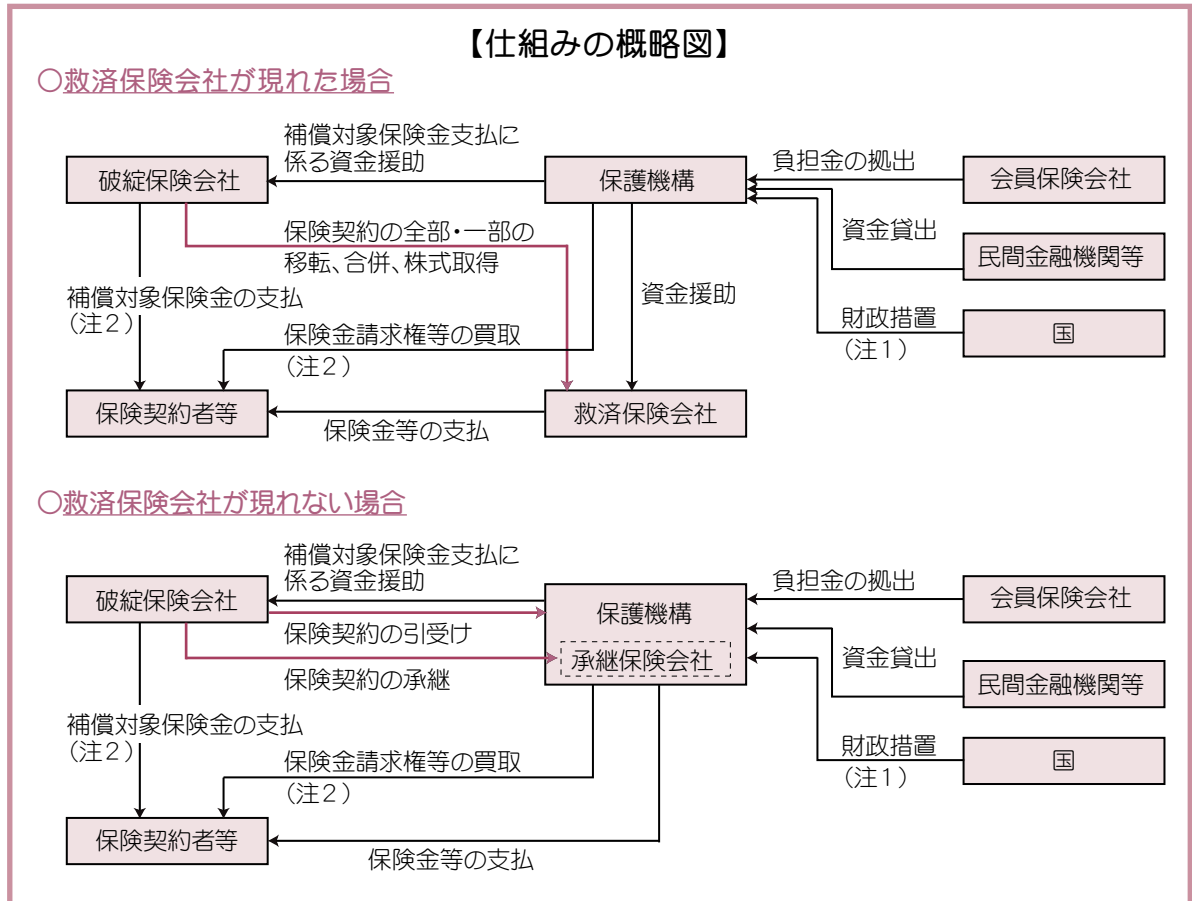 【仕組みの概略図】
○救済保険会社が現れた場合
補償対象保険金支払に
係る資金援助
破綻保険会社
保護機構
負担金の拠出
会員保険会社
保険契約の全部・一部の
移転、合併、株式取得
資金貸出
民間金融機関等
補償対象保険金の支払
(注2)
資金援助
保険金請求権等の買取
(注2)
財政措置
(注1)
国
保険契約者等
保険金等の支払
救済保険会社
○救済保険会社が現れない場合
補償対象保険金支払に
係る資金援助
破綻保険会社
保護機構
承継保険会社
負担金の拠出
会員保険会社
保険契約の引受け
保険契約の承継
資金貸出
民間金融機関等
補償対象保険金の支払
(注2)
保険金請求権等の買取
(注2)
財政措置
(注1)
国
保険契約者等
保険金等の支払